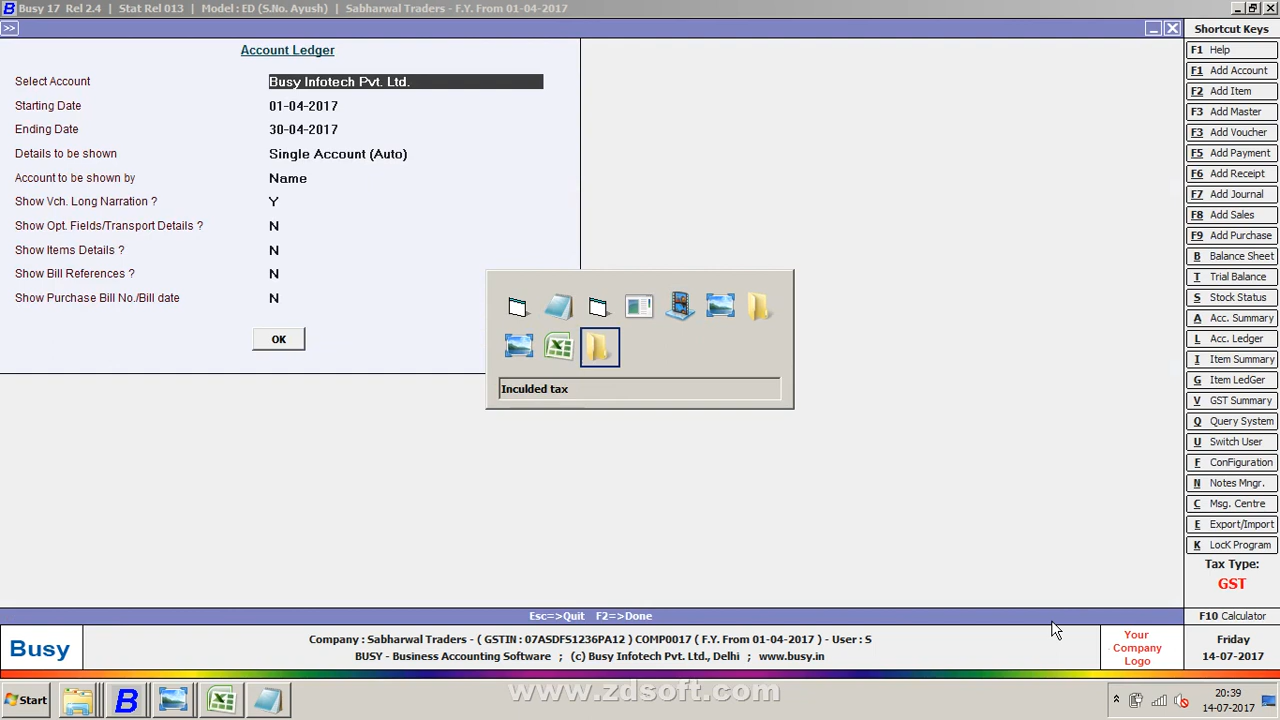 Busy 17 Rel 2.4 | Stat Rel 013 | Model : ED (S.No. Ayush) | Sabharwal Traders - F.Y. From 01-04-2017
>>
Account Ledger
Select Account Busy Infotech Pvt. Ltd.
Starting Date 01-04-2017
Ending Date 30-04-2017
Details to be shown Single Account (Auto)
Account to be shown by Name
Show Vch. Long Narration ? Y
Show Opt. Fields/Transport Details ? N
Show Items Details ? N
Show Bill References ? N
Show Purchase Bill No./Bill date N
OK
Inculded tax
Shortcut Keys
F1 Help
F1 Add Account
F2 Add Item
F3 Add Master
F3 Add Voucher
F5 Add Payment
F6 Add Receipt
F7 Add Journal
F8 Add Sales
F9 Add Purchase
B Balance Sheet
T Trial Balance
S Stock Status
A Acc. Summary
L Acc. Ledger
I Item Summary
G Item LedGer
V GST Summary
Q Query System
U Switch User
F ConFiguration
N Notes Mngr.
C Msg. Centre
E Export/Import
K LocK Program
Tax Type:
GST
Esc=>Quit F2=>Done
F10 Calculator
Busy
Company : Sabharwal Traders - ( GSTIN : 07ASDFS1236PA12 ) COMP0017 ( F.Y. From 01-04-2017 ) - User : S
BUSY - Business Accounting Software ; (c) Busy Infotech Pvt. Ltd., Delhi ; www.busy.in
Your
Company
Logo
Friday
14-07-2017
Start
B
www.zdsoft.com
20:39
14-07-2017